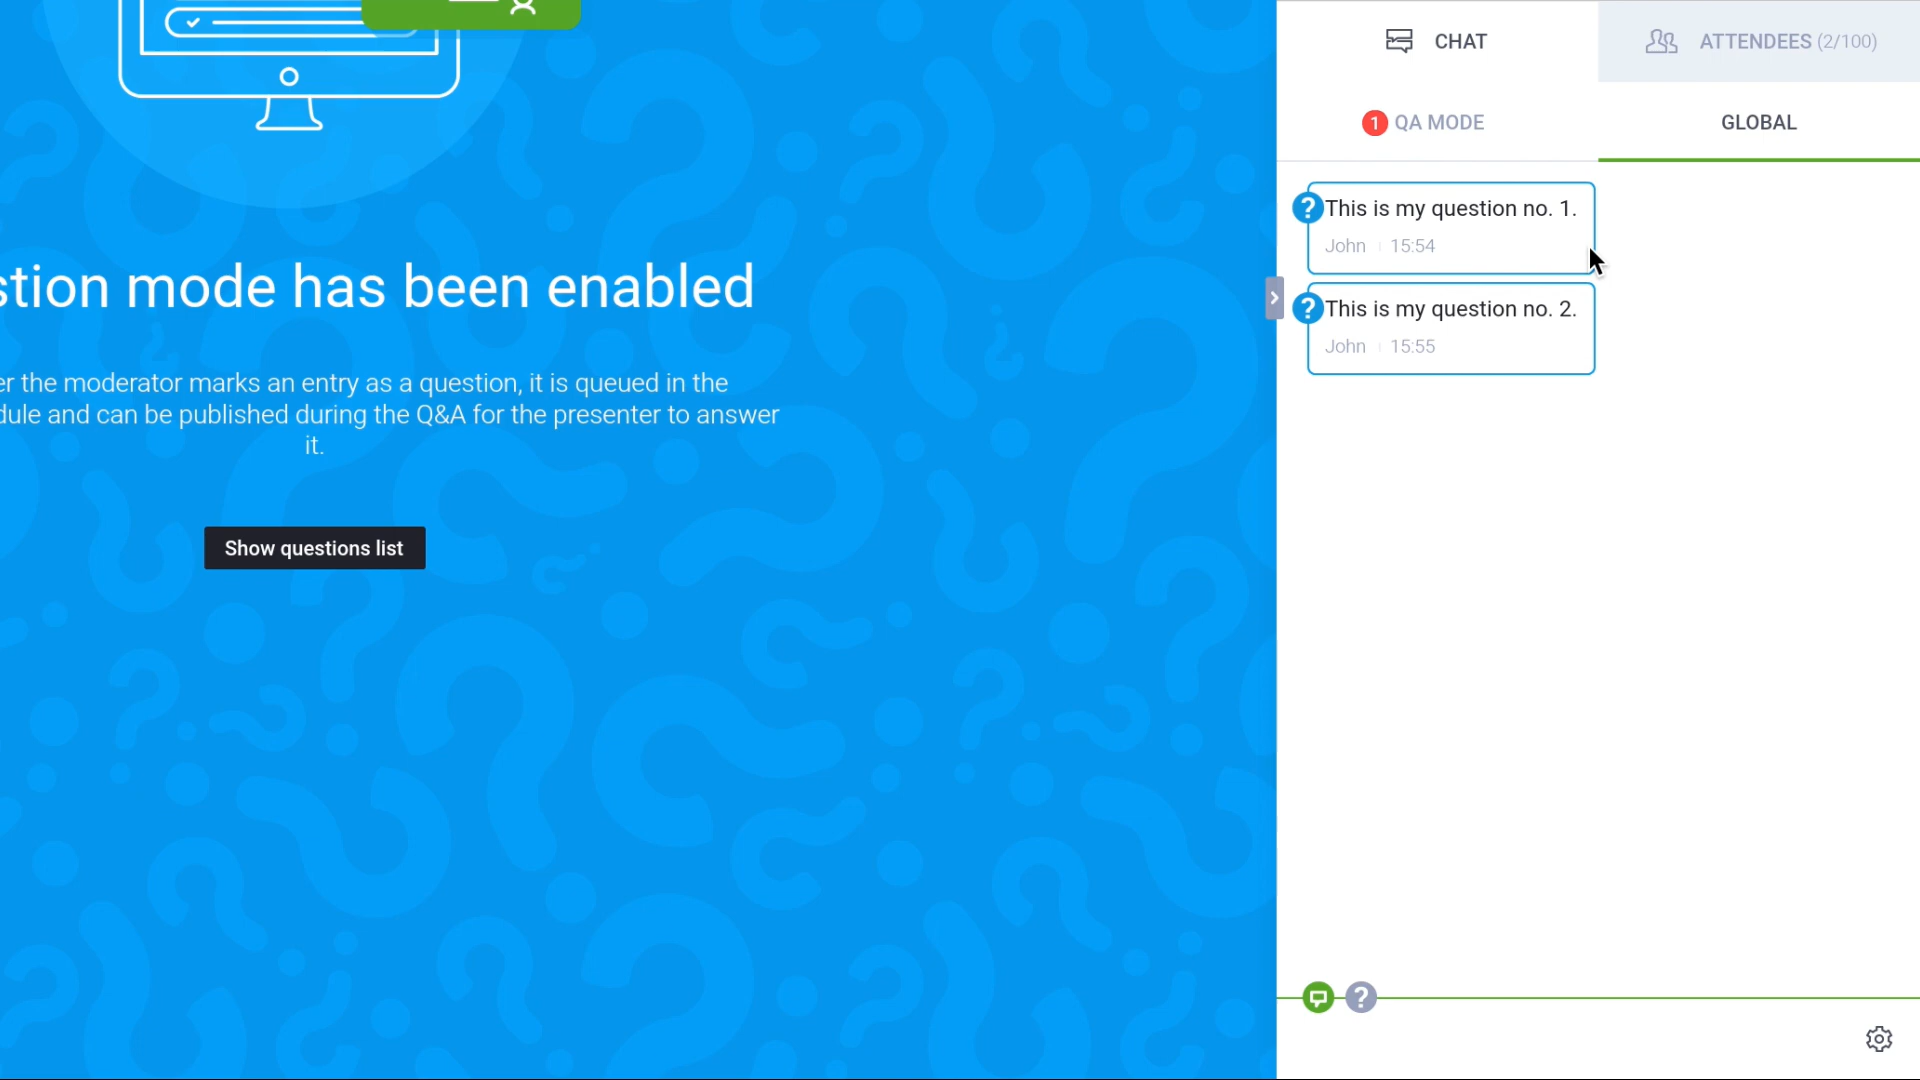 CHAT
ATTENDEES (2/100)
1 QA MODE
GLOBAL
?
This is my question no. 1.
John 15:54
?
This is my question no. 2.
John 15:55
?
mode has been enabled
the moderator marks an entry as a question, it is queued in the
and can be published during the Q&A for the presenter to answer
it.
Show questions list